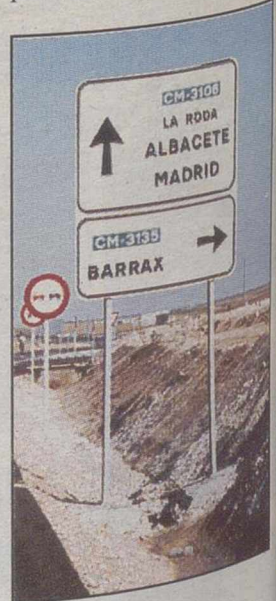 CM-3106
LA RODA
ALBACETE
MADRID
CM-3135
BARRAX